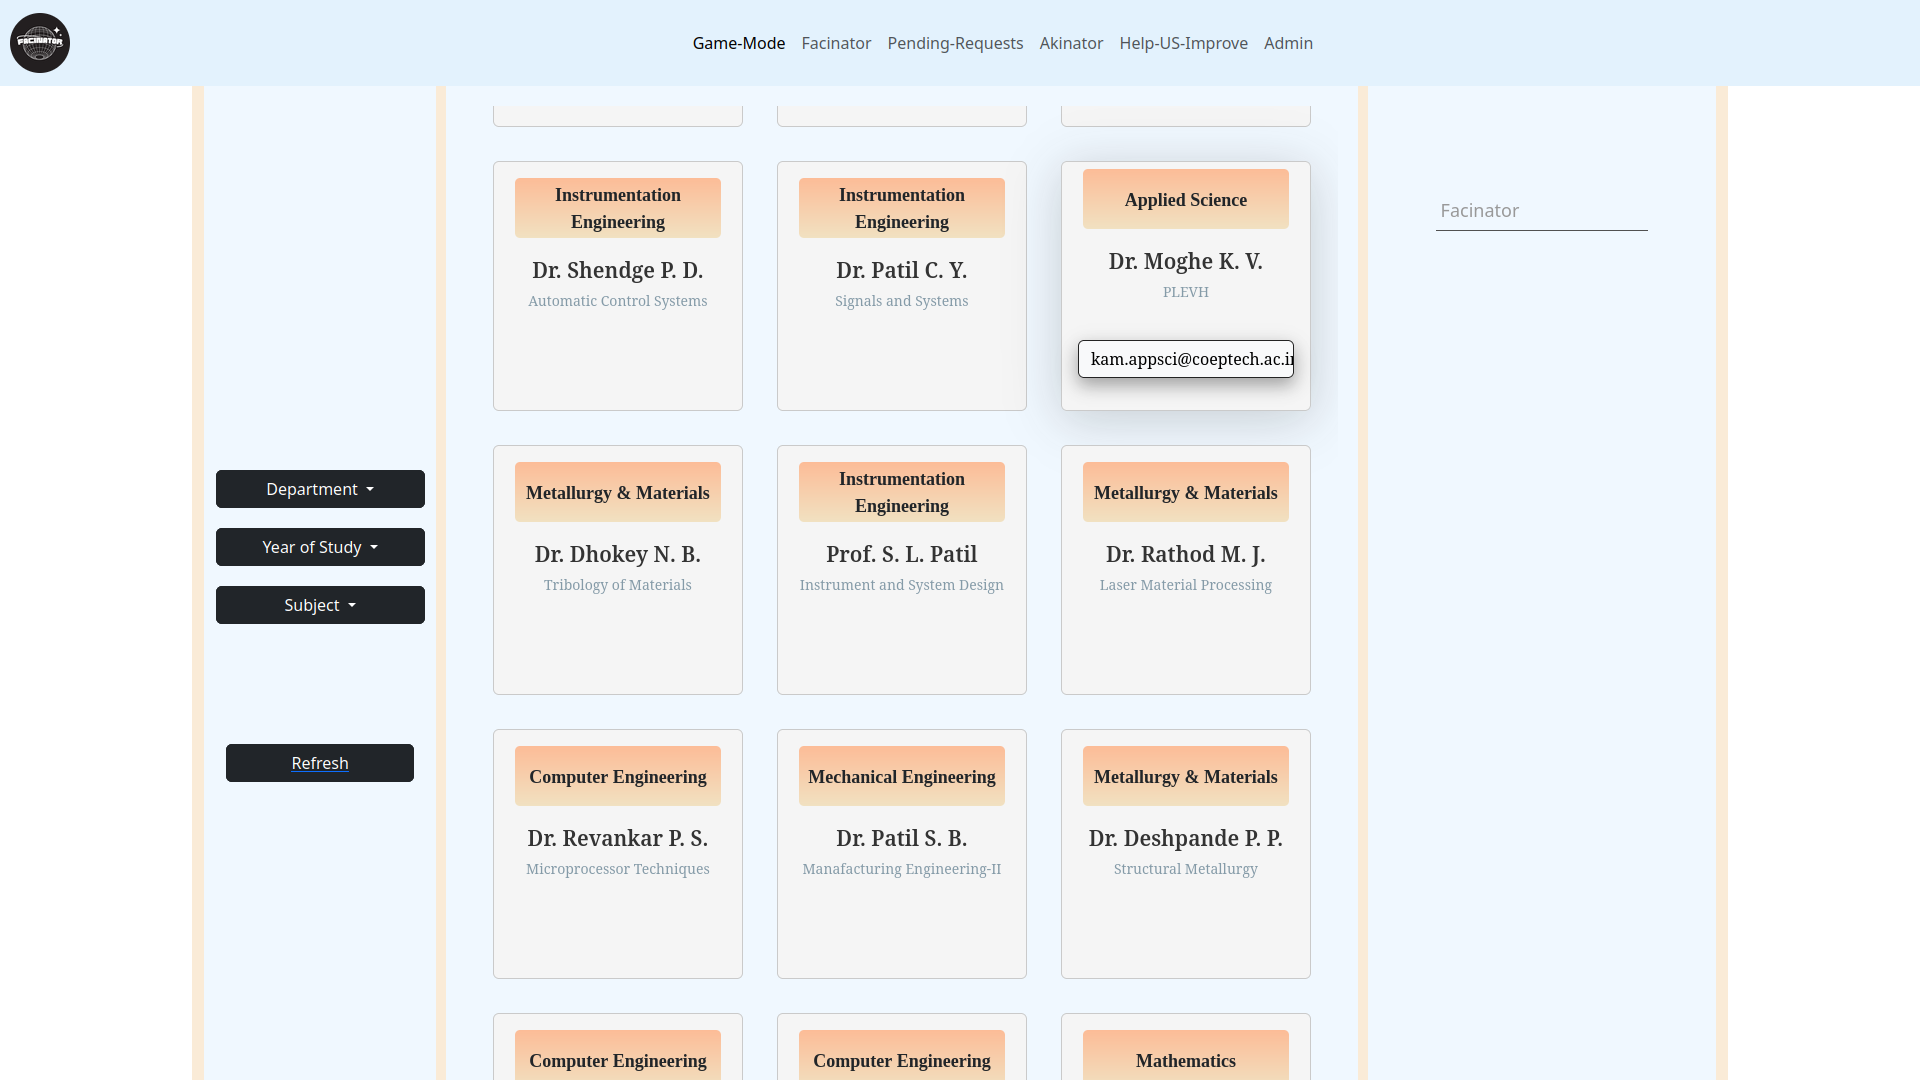 FACINATOR
Game-Mode
Facinator
Pending-Requests
Akinator
Help-US-Improve
Admin
Department
Year of Study
Subject
Refresh
Instrumentation
Engineering
Dr. Shendge P. D.
Automatic Control Systems
Instrumentation
Engineering
Dr. Patil C. Y.
Signals and Systems
Applied Science
Dr. Moghe K. V.
PLEVH
kam.appsci@coeptech.ac.in
Metallurgy & Materials
Dr. Dhokey N. B.
Tribology of Materials
Instrumentation
Engineering
Prof. S. L. Patil
Instrument and System Design
Metallurgy & Materials
Dr. Rathod M. J.
Laser Material Processing
Computer Engineering
Dr. Revankar P. S.
Microprocessor Techniques
Mechanical Engineering
Dr. Patil S. B.
Manafacturing Engineering-II
Metallurgy & Materials
Dr. Deshpande P. P.
Structural Metallurgy
Computer Engineering
Computer Engineering
Mathematics
Facinator